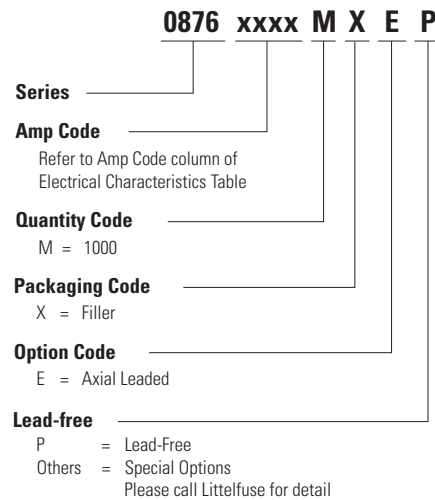 0876 xxxx M X E P
Series
Amp Code
Refer to Amp Code column of
Electrical Characteristics Table
Quantity Code
M = 1000
Packaging Code
X = Filler
Option Code
E = Axial Leaded
Lead-free
P = Lead-Free
Others = Special Options
Please call Littelfuse for detail